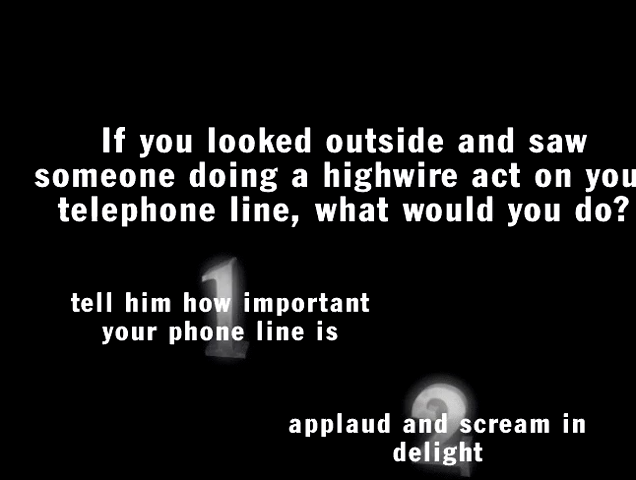 If you looked outside and saw
someone doing a highwire act on you
telephone line, what would you do?
1
tell him how important
your phone line is
2
applaud and scream in
delight